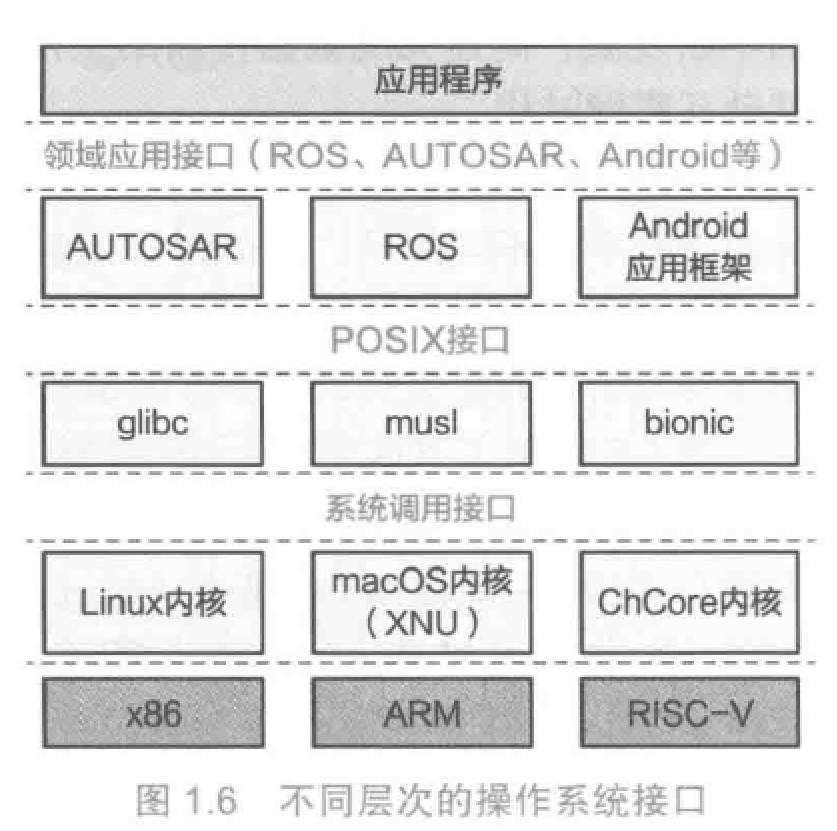 应用程序
领域应用接口（ROS、AUTOSAR、Android等）
AUTOSAR
ROS
Android
应用框架
POSIX接口
glibc
musl
bionic
系统调用接口
Linux内核
macOS内核
（XNU）
ChCore内核
x86
ARM
RISC-V
图 1.6 不同层次的操作系统接口